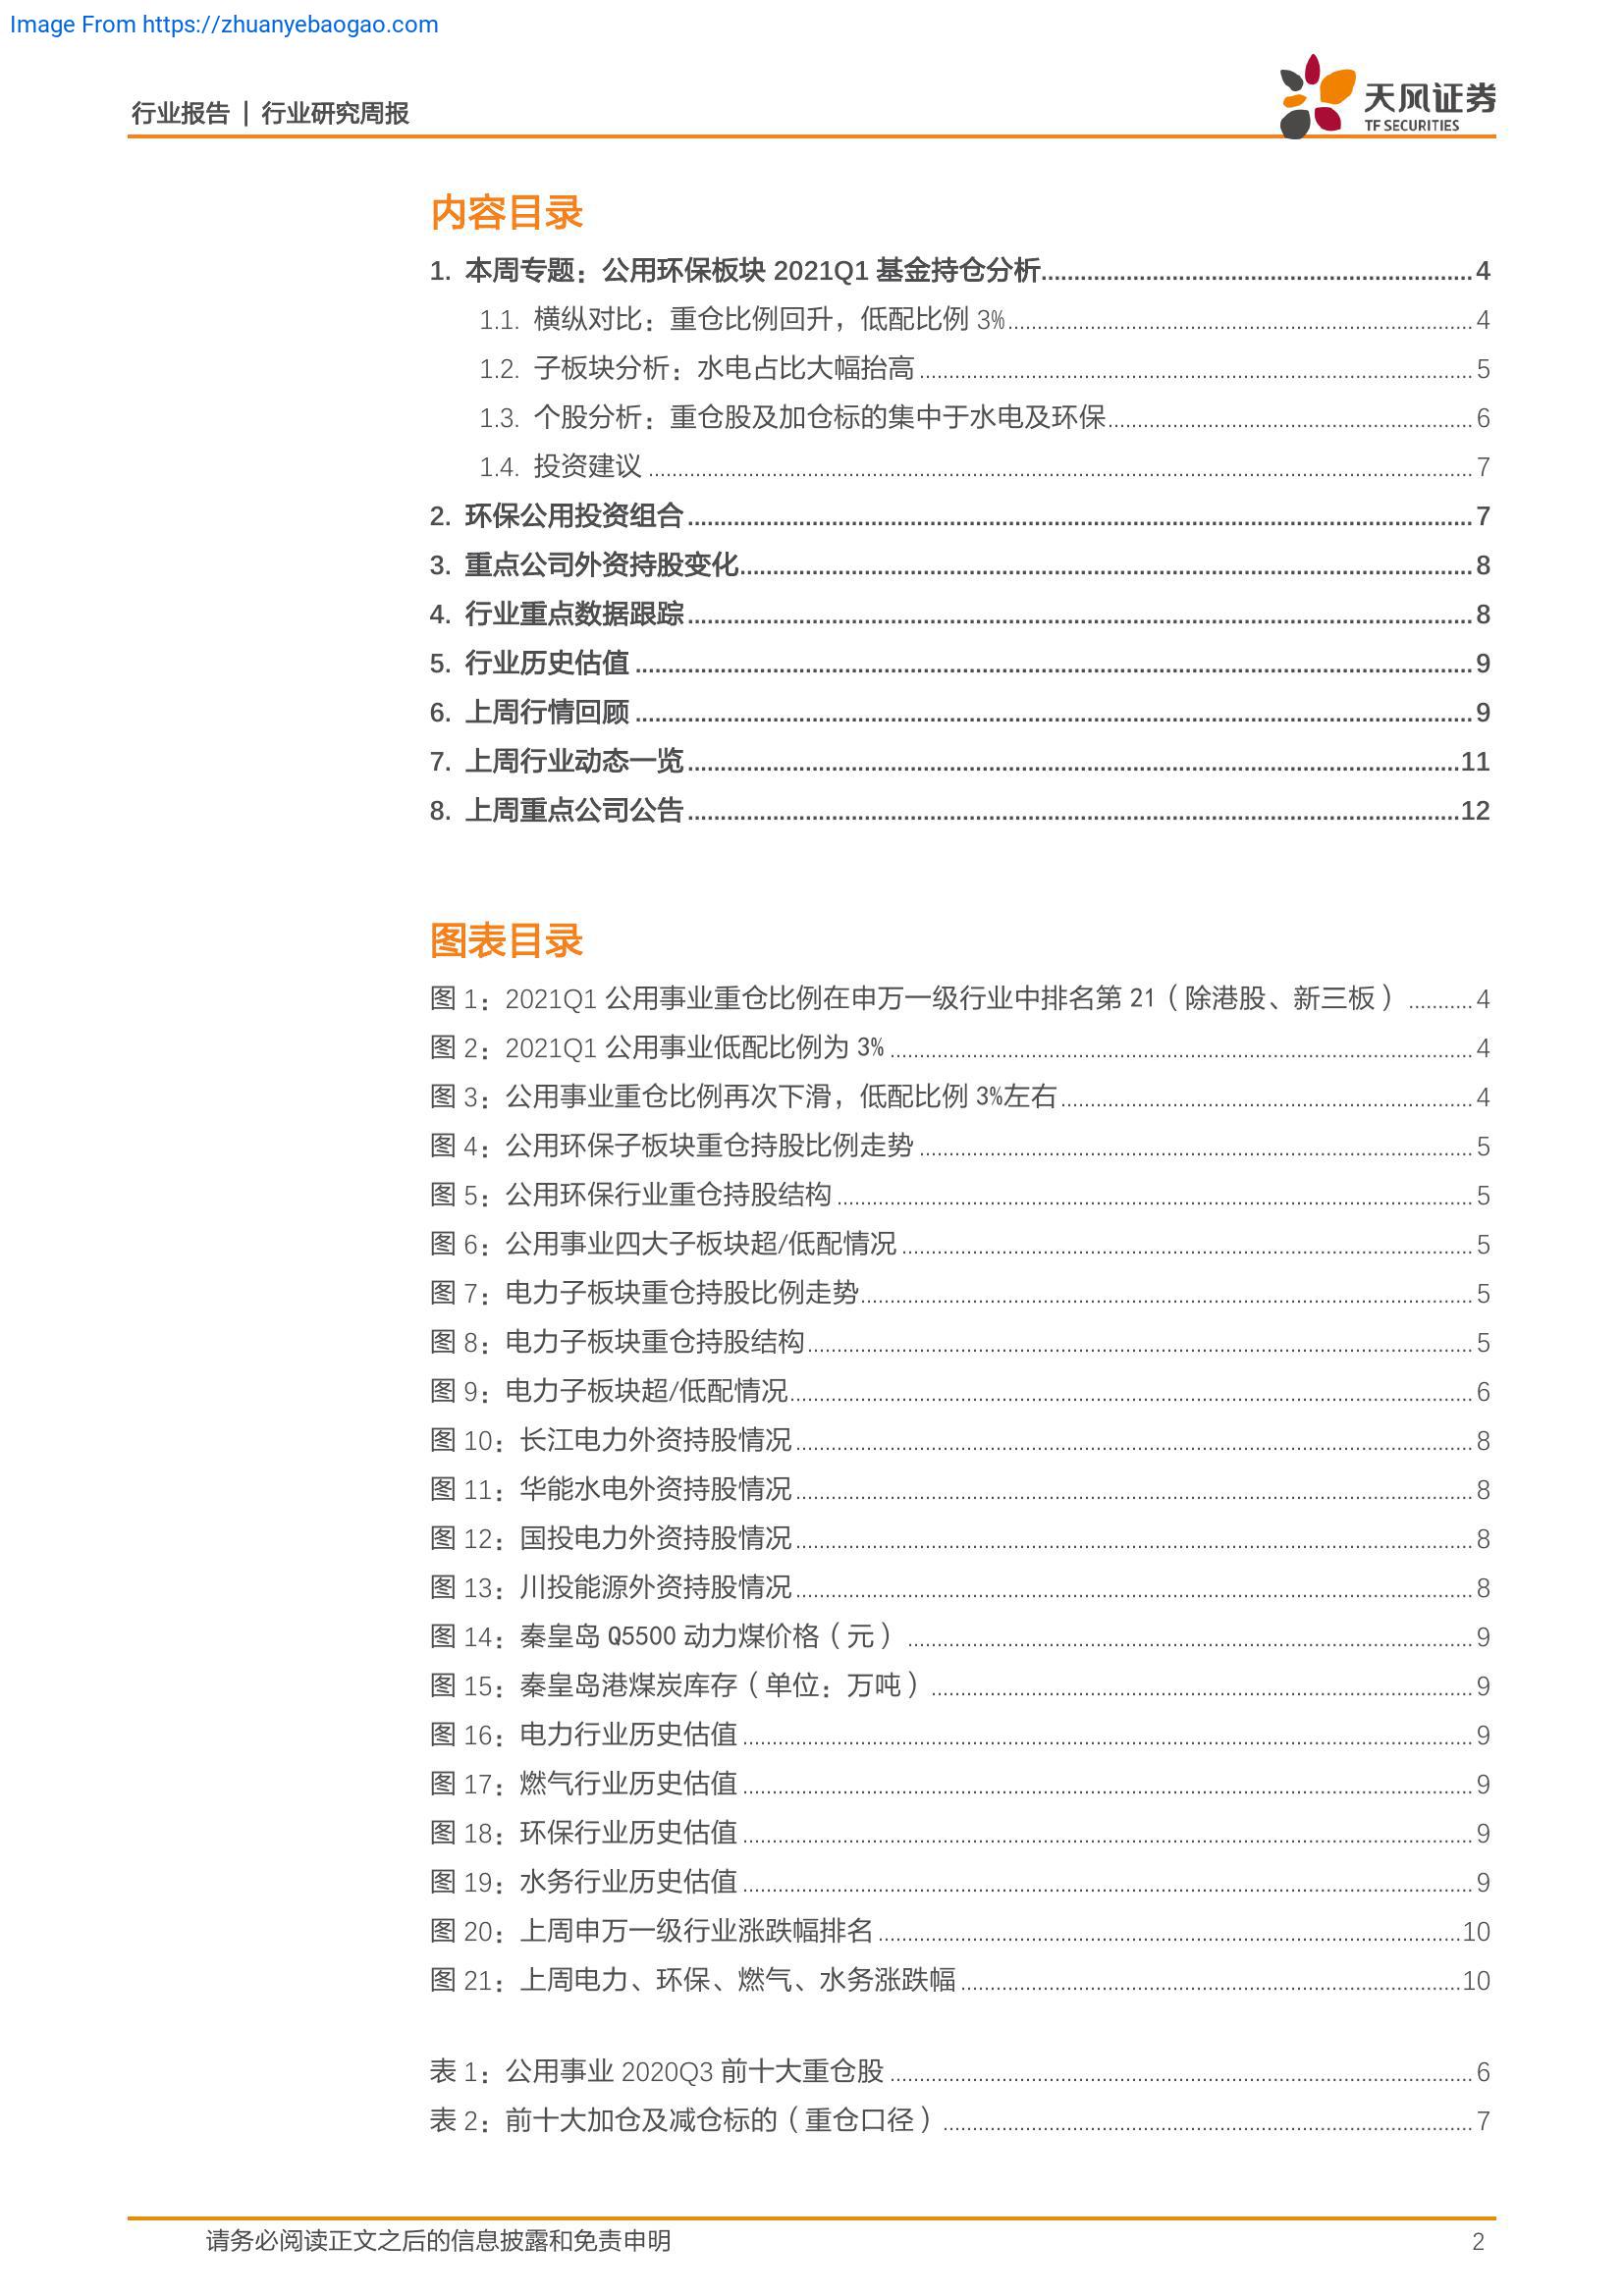 Image From https://zhuanyebaogao.com
行业报告 | 行业研究周报
天风证券
TF SECURITIES
内容目录
1. 本周专题：公用环保板块 2021Q1 基金持仓分析 4
1.1. 横纵对比：重仓比例回升，低配比例 3% 4
1.2. 子板块分析：水电占比大幅抬高 5
1.3. 个股分析：重仓股及加仓标的集中于水电及环保 6
1.4. 投资建议 7
2. 环保公用投资组合 7
3. 重点公司外资持股变化 8
4. 行业重点数据跟踪 8
5. 行业历史估值 9
6. 上周行情回顾 9
7. 上周行业动态一览 11
8. 上周重点公司公告 12
图表目录
图 1：2021Q1 公用事业重仓比例在申万一级行业中排名第 21（除港股、新三板） 4
图 2：2021Q1 公用事业低配比例为 3% 4
图 3：公用事业重仓比例再次下滑，低配比例 3%左右 4
图 4：公用环保子板块重仓持股比例走势 5
图 5：公用环保行业重仓持股结构 5
图 6：公用事业四大子板块超/低配情况 5
图 7：电力子板块重仓持股比例走势 5
图 8：电力子板块重仓持股结构 5
图 9：电力子板块超/低配情况 6
图 10：长江电力外资持股情况 8
图 11：华能水电外资持股情况 8
图 12：国投电力外资持股情况 8
图 13：川投能源外资持股情况 8
图 14：秦皇岛 Q5500 动力煤价格（元） 9
图 15：秦皇岛港煤炭库存（单位：万吨） 9
图 16：电力行业历史估值 9
图 17：燃气行业历史估值 9
图 18：环保行业历史估值 9
图 19：水务行业历史估值 9
图 20：上周申万一级行业涨跌幅排名 10
图 21：上周电力、环保、燃气、水务涨跌幅 10
表 1：公用事业 2020Q3 前十大重仓股 6
表 2：前十大加仓及减仓标的（重仓口径） 7
请务必阅读正文之后的信息披露和免责申明 2